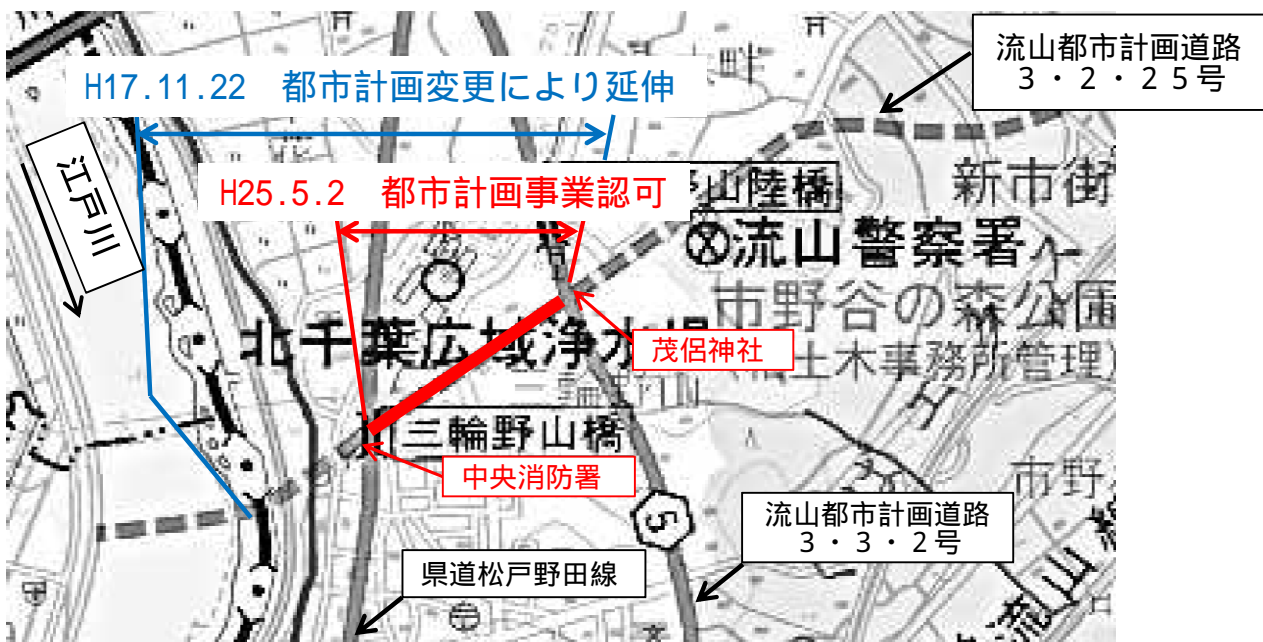 流山都市計画道路
３・２・２５号
H17.11.22 都市計画変更により延伸
江戸川
H25.5.2 都市計画事業認可
山陸橋
新市街
流山警察署
市野谷の森公園
北千葉広域浄水場
茂侶神社
土木事務所管理)
三輪野山橋
中央消防署
市野
5
流山都市計画道路
３・３・２号
県道松戸野田線
流山